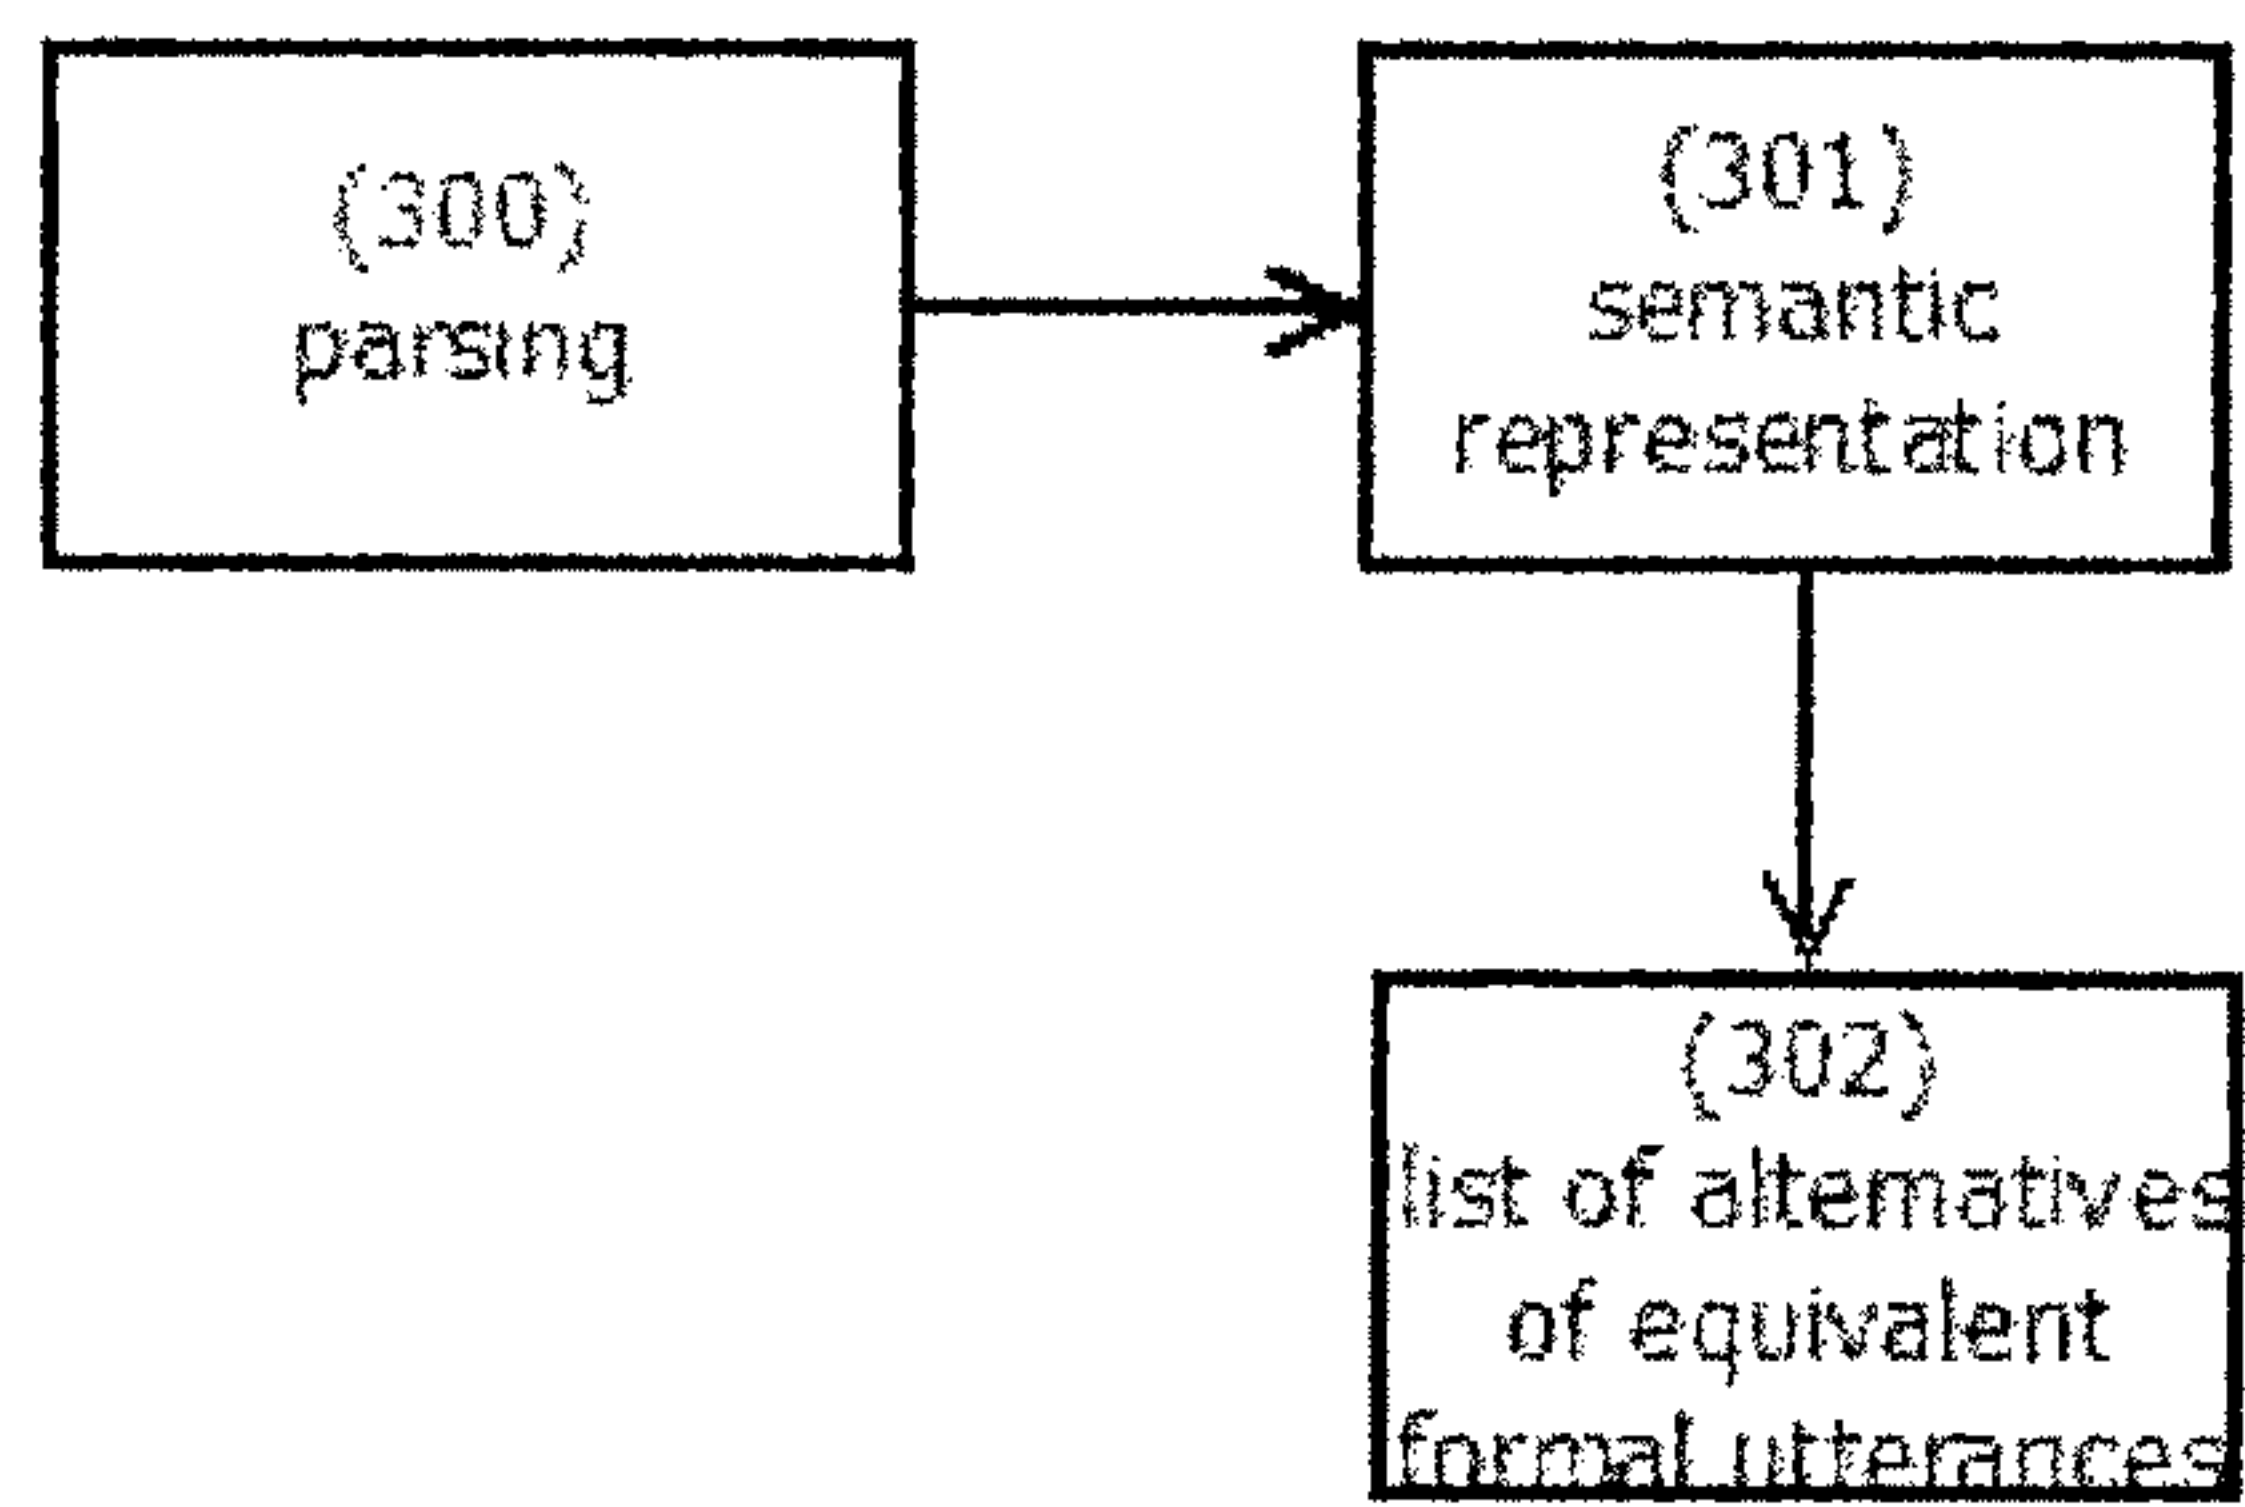 (300)
parsing
(301)
semantic
representation
(302)
list of alternatives
of equivalent
formal utterances